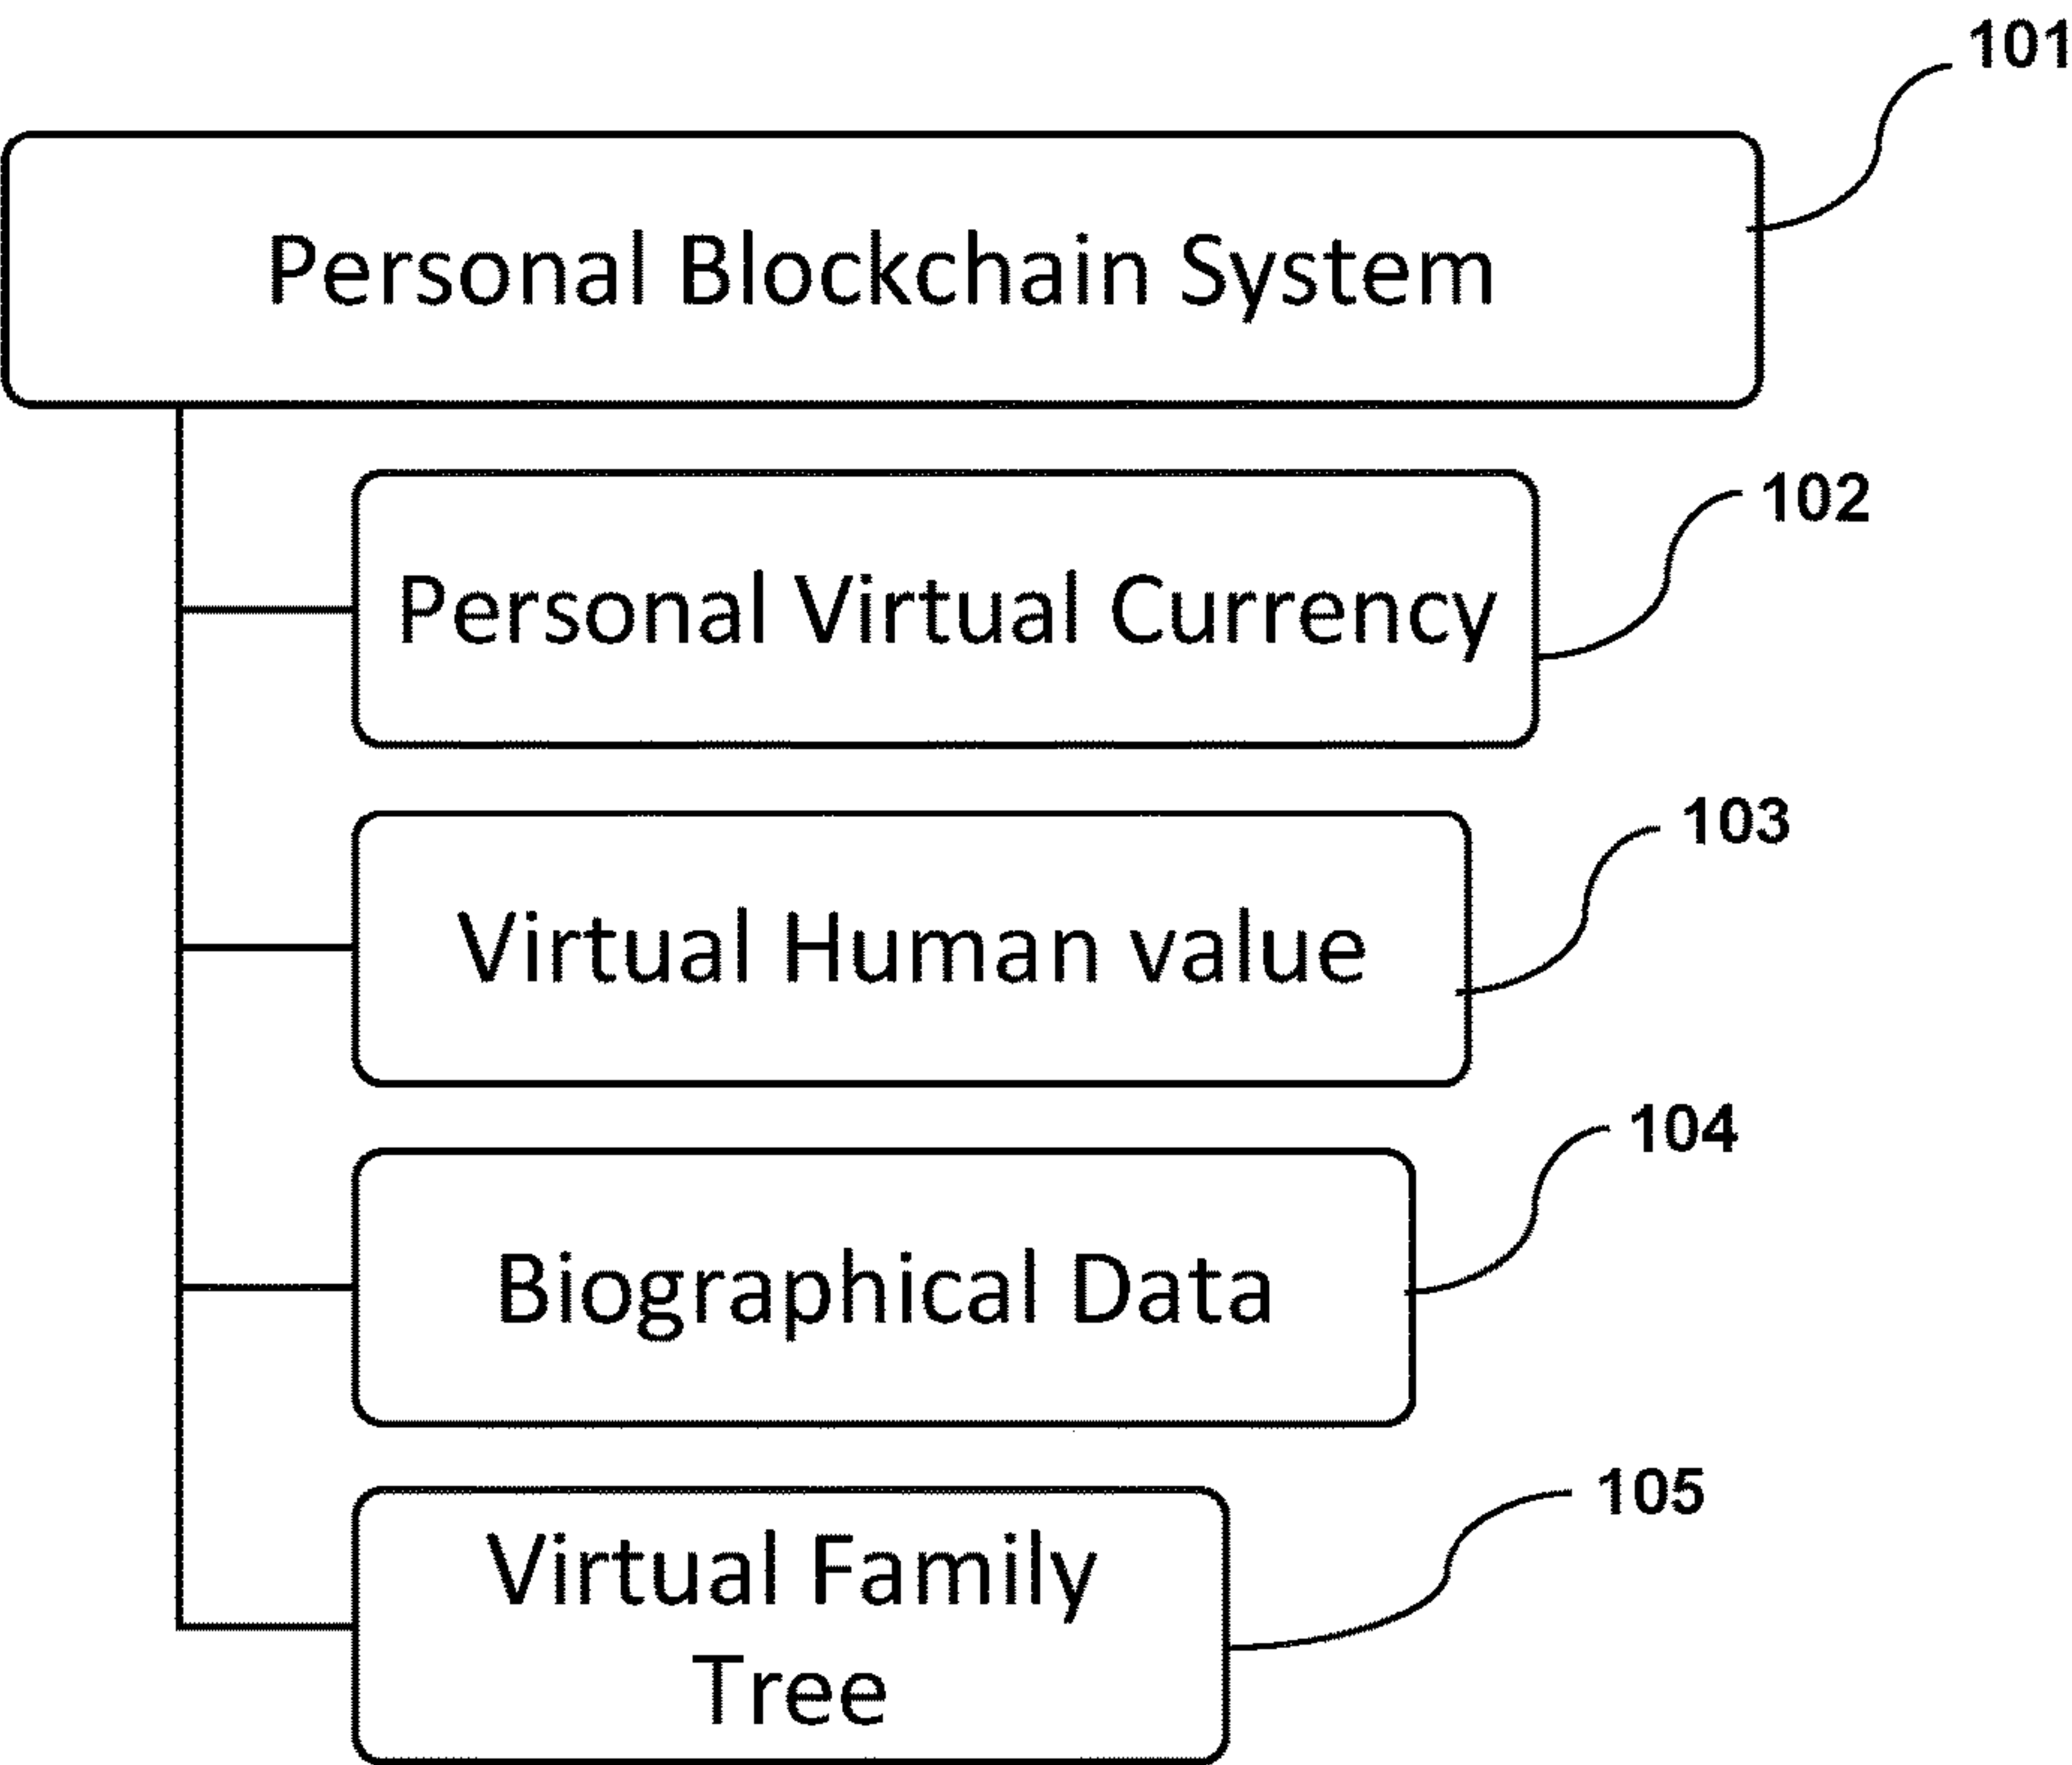 101
Personal Blockchain System
102
Personal Virtual Currency
103
Virtual Human value
104
Biographical Data
105
Virtual Family
Tree